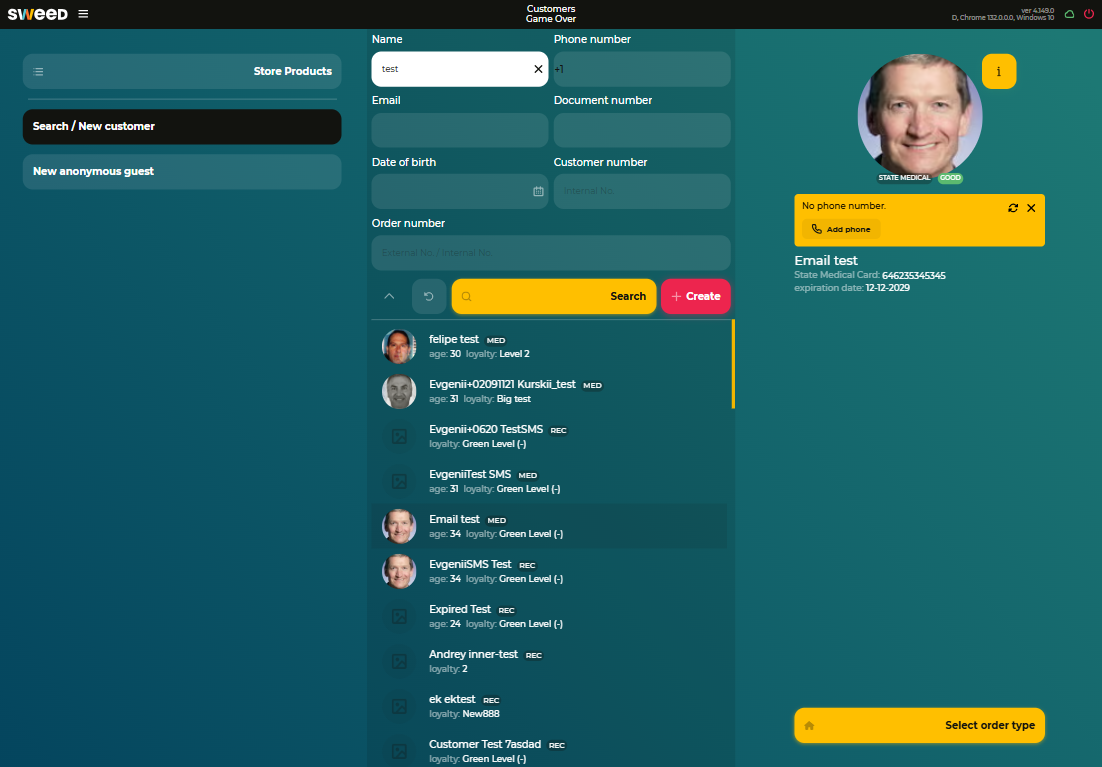 SWEED
Customers
Game Over
ver 4.149.0
D, Chrome 132.0.0.0, Windows 10
Store Products
Search / New customer
New anonymous guest
Name
Phone number
test
+1
Email
Document number
Date of birth
Customer number
Internal No.
Order number
External No. / Internal No.
Search
Create
felipe test MED
age: 30 loyalty: Level 2
Evgenii+02091121 Kurskii_test MED
age: 31 loyalty: Big test
Evgenii+0620 TestSMS REC
loyalty: Green Level (-)
EvgeniiTest SMS MED
age: 31 loyalty: Green Level (-)
Email test MED
age: 34 loyalty: Green Level (-)
EvgeniiSMS Test REC
age: 34 loyalty: Green Level (-)
Expired Test REC
age: 24 loyalty: Green Level (-)
Andrey inner-test REC
loyalty: 2
ek ektest REC
loyalty: New888
Customer Test 7asdad REC
loyalty: Green Level (-)
i
STATE MEDICAL GOOD
No phone number.
Add phone
Email test
State Medical Card: 646235345345
expiration date: 12-12-2029
Select order type